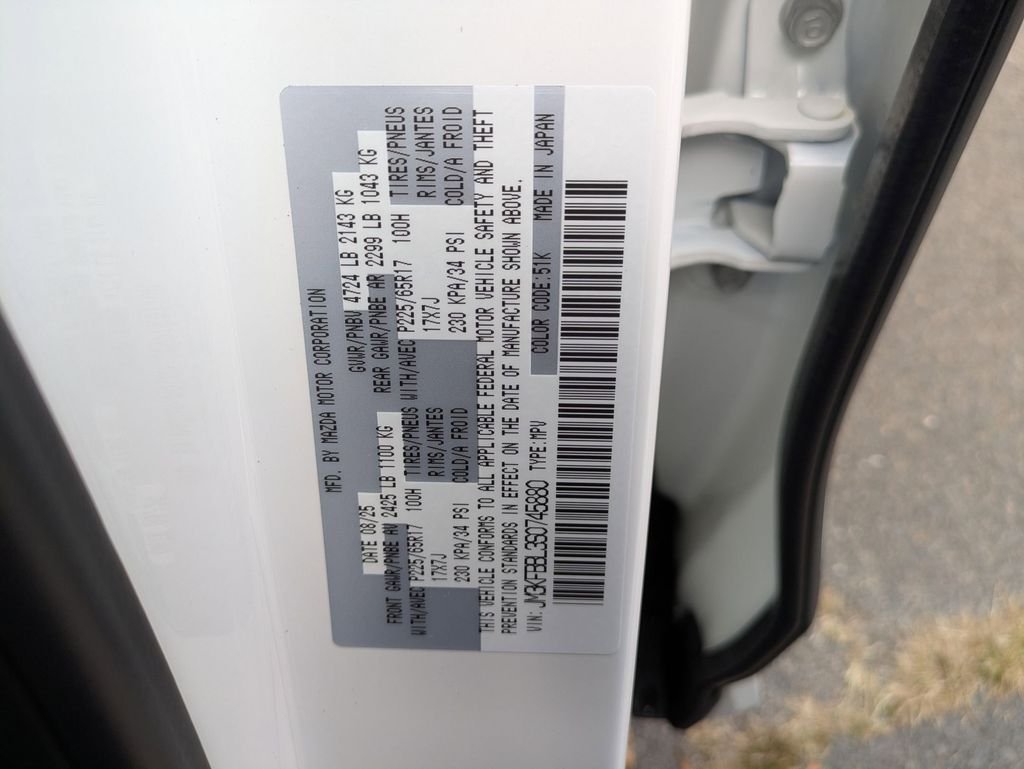 MFD. BY MAZDA MOTOR CORPORATION
DATE 08/25 GVWR/PNBV 4724 LB 2143 KG
FRONT GAWR/PNBE AV 2425 LB 1100 KG REAR GAWR/PNBE AR 2299 LB 1043 KG
WITH/AVEC P225/65R17 100H TIRES/PNEUS WITH/AVEC P225/65R17 100H TIRES/PNEUS
17X7J RIMS/JANTES 17X7J RIMS/JANTES
230 KPA/34 PSI COLD/A FROID 230 KPA/34 PSI COLD/A FROID
THIS VEHICLE CONFORMS TO ALL APPLICABLE FEDERAL MOTOR VEHICLE SAFETY AND THEFT
PREVENTION STANDARDS IN EFFECT ON THE DATE OF MANUFACTURE SHOWN ABOVE.
VIN: JM3KFBBL3S0745880 TYPE:MPV COLOR CODE:51K MADE IN JAPAN